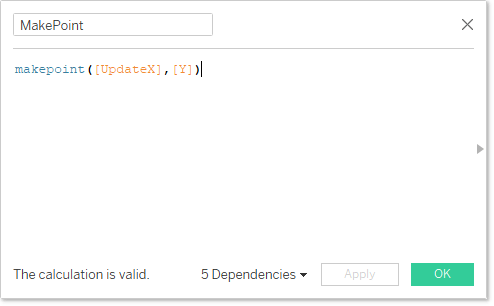 MakePoint
makepoint([UpdateX],[Y])
The calculation is valid.
5 Dependencies
Apply
OK